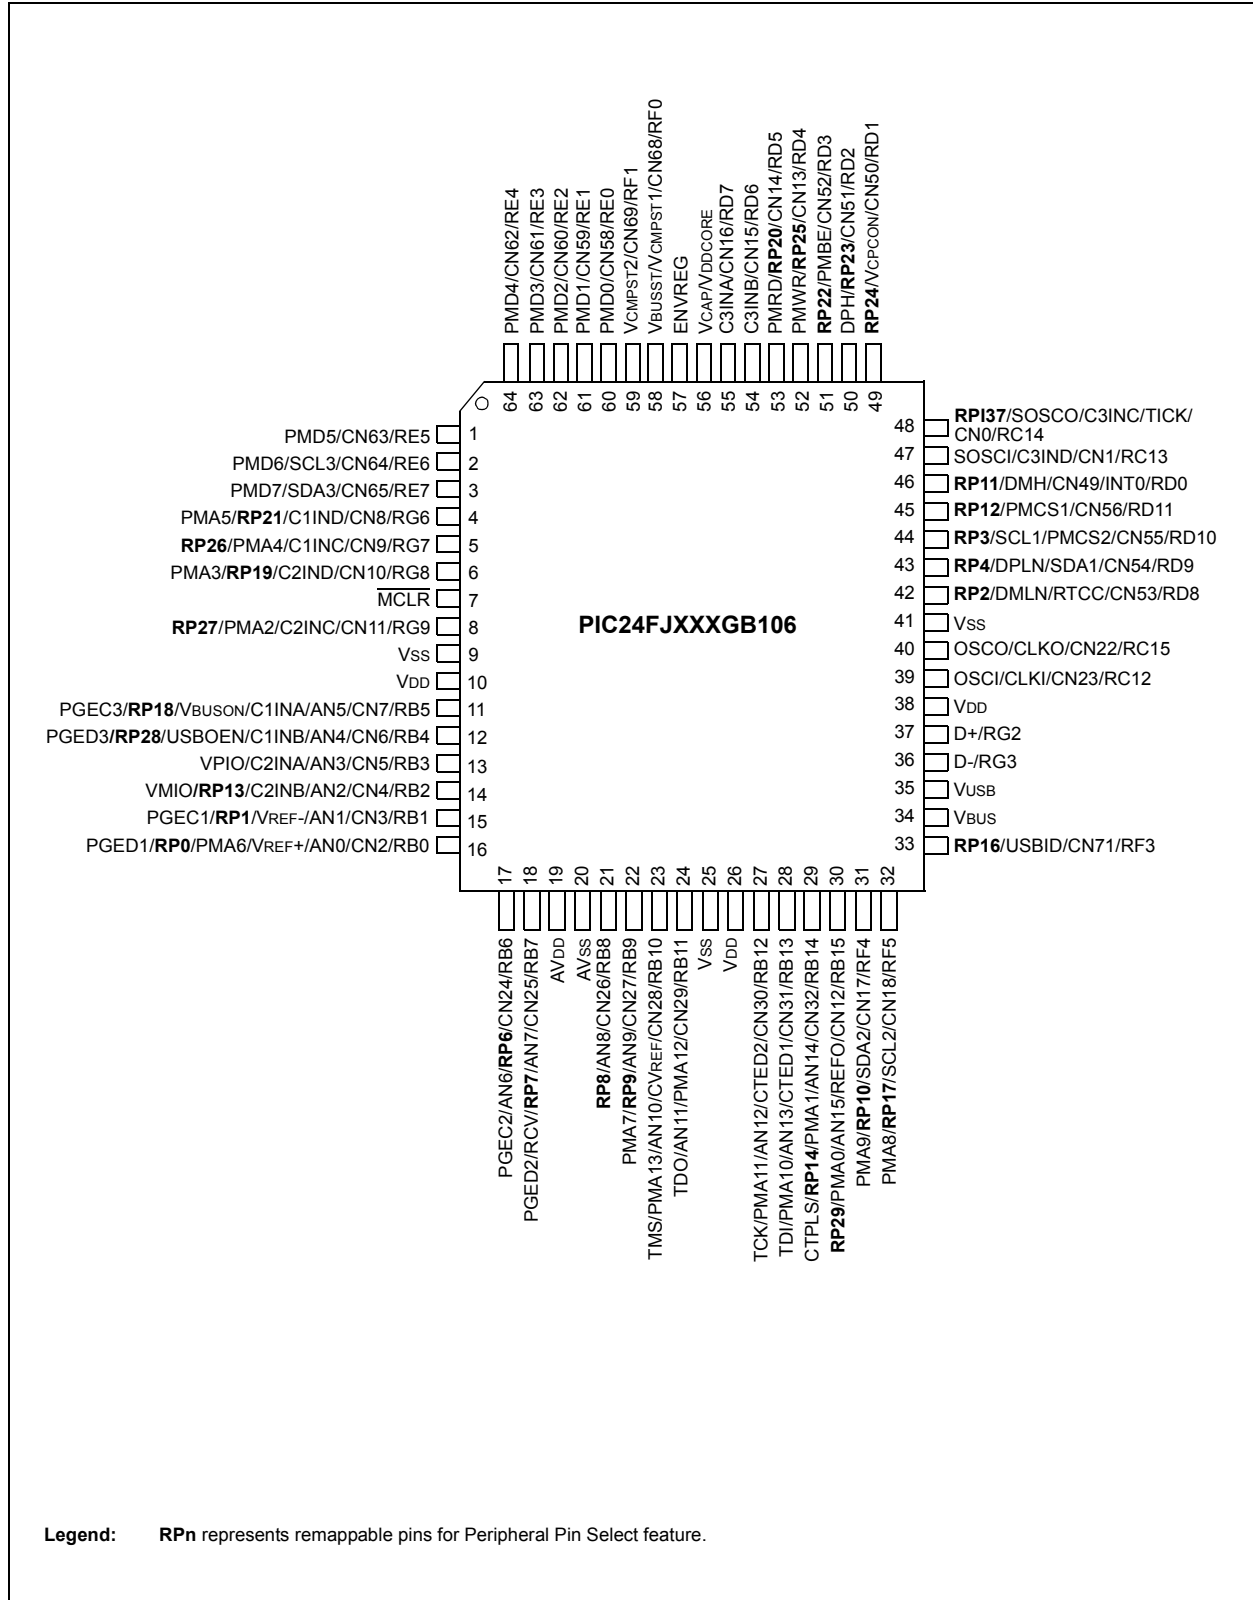 PMD4/CN62/RE4
PMD3/CN61/RE3
PMD2/CN60/RE2
PMD1/CN59/RE1
PMD0/CN58/RE0
VCMPST2/CN69/RF1
VBUSST/VCMPST1/CN68/RF0
ENVREG
VCAP/VDDCORE
C3INA/CN16/RD7
C3INB/CN15/RD6
PMRD/RP20/CN14/RD5
PMWR/RP25/CN13/RD4
RP22/PMBE/CN52/RD3
DPH/RP23/CN51/RD2
RP24/VCPCON/CN50/RD1
64 63 62 61 60 59 58 57 56 55 54 53 52 51 50 49
PMD5/CN63/RE5 1
PMD6/SCL3/CN64/RE6 2
PMD7/SDA3/CN65/RE7 3
PMA5/RP21/C1IND/CN8/RG6 4
RP26/PMA4/C1INC/CN9/RG7 5
PMA3/RP19/C2IND/CN10/RG8 6
MCLR 7
RP27/PMA2/C2INC/CN11/RG9 8
VSS 9
VDD 10
PGEC3/RP18/VBUSON/C1INA/AN5/CN7/RB5 11
PGED3/RP28/USBOEN/C1INB/AN4/CN6/RB4 12
VPIO/C2INA/AN3/CN5/RB3 13
VMIO/RP13/C2INB/AN2/CN4/RB2 14
PGEC1/RP1/VREF-/AN1/CN3/RB1 15
PGED1/RP0/PMA6/VREF+/AN0/CN2/RB0 16
PIC24FJXXXGB106
48 RPI37/SOSCO/C3INC/TICK/
CN0/RC14
47 SOSCI/C3IND/CN1/RC13
46 RP11/DMH/CN49/INT0/RD0
45 RP12/PMCS1/CN56/RD11
44 RP3/SCL1/PMCS2/CN55/RD10
43 RP4/DPLN/SDA1/CN54/RD9
42 RP2/DMLN/RTCC/CN53/RD8
41 VSS
40 OSCO/CLKO/CN22/RC15
39 OSCI/CLKI/CN23/RC12
38 VDD
37 D+/RG2
36 D-/RG3
35 VUSB
34 VBUS
33 RP16/USBID/CN71/RF3
17 18 19 20 21 22 23 24 25 26 27 28 29 30 31 32
PGEC2/AN6/RP6/CN24/RB6
PGED2/RCV/RP7/AN7/CN25/RB7
AVDD
AVSS
RP8/AN8/CN26/RB8
PMA7/RP9/AN9/CN27/RB9
TMS/PMA13/AN10/CVREF/CN28/RB10
TDO/AN11/PMA12/CN29/RB11
VSS
VDD
TCK/PMA11/AN12/CTED2/CN30/RB12
TDI/PMA10/AN13/CTED1/CN31/RB13
CTPLS/RP14/PMA1/AN14/CN32/RB14
RP29/PMA0/AN15/REFO/CN12/RB15
PMA9/RP10/SDA2/CN17/RF4
PMA8/RP17/SCL2/CN18/RF5
Legend: RPn represents remappable pins for Peripheral Pin Select feature.